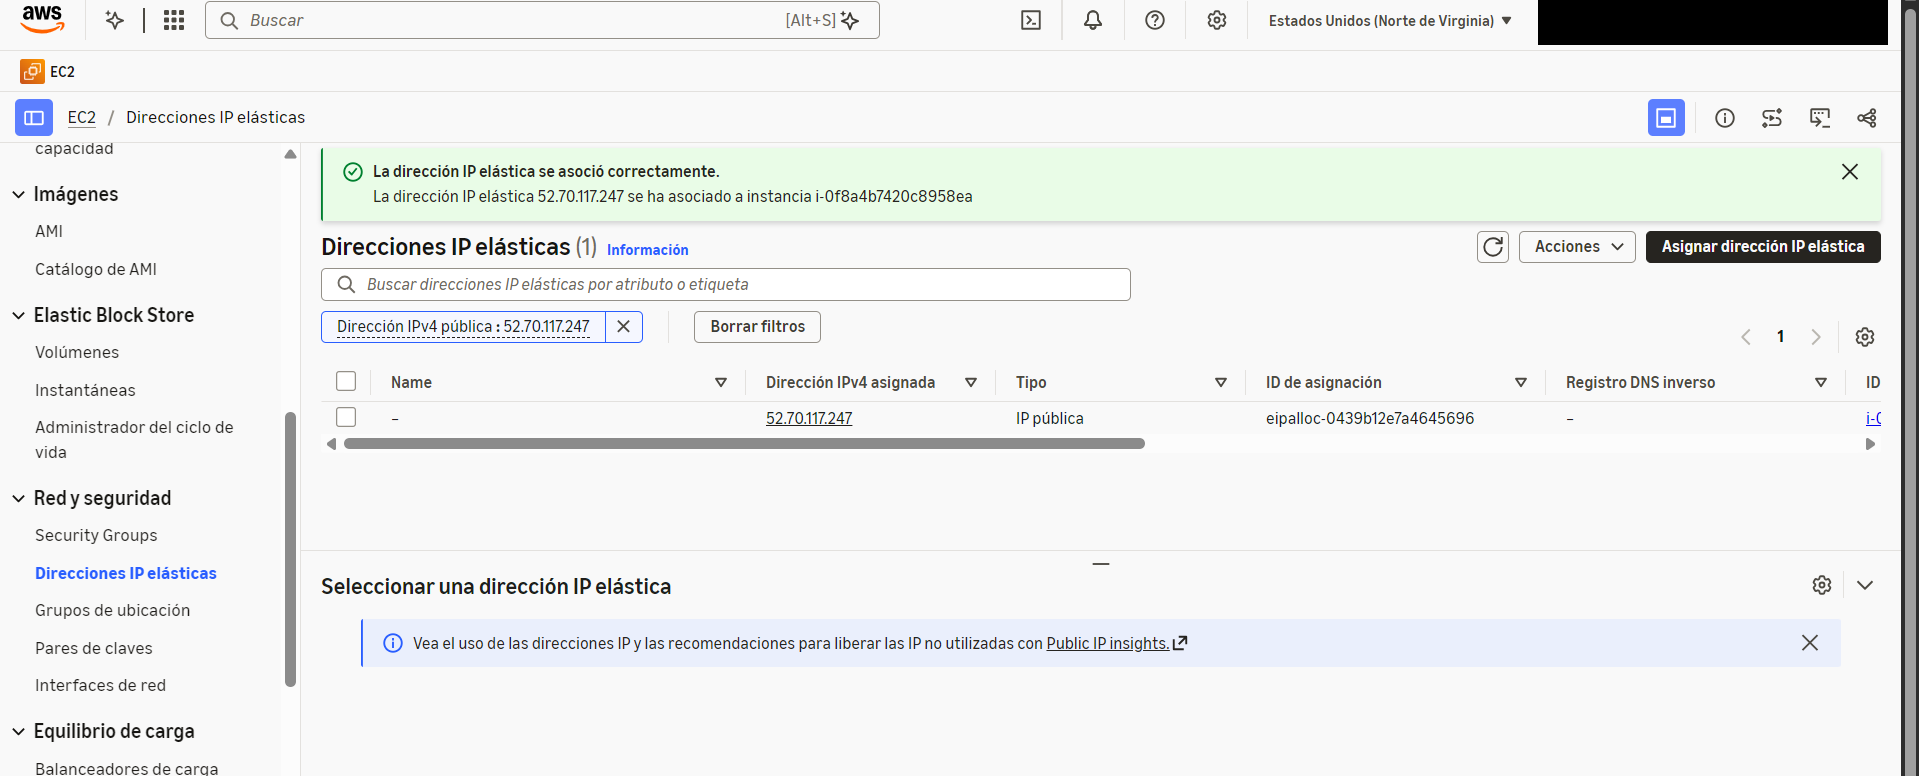 aws
Buscar
[Alt+S]
Estados Unidos (Norte de Virginia)
EC2
EC2 / Direcciones IP elásticas
capacidad
Imágenes
AMI
Catálogo de AMI
Elastic Block Store
Volúmenes
Instantáneas
Administrador del ciclo de
vida
Red y seguridad
Security Groups
Direcciones IP elásticas
Grupos de ubicación
Pares de claves
Interfaces de red
Equilibrio de carga
Balanceadores de carga
La dirección IP elástica se asoció correctamente.
La dirección IP elástica 52.70.117.247 se ha asociado a instancia i-0f8a4b7420c8958ea
Direcciones IP elásticas (1) Información
Acciones
Asignar dirección IP elástica
Buscar direcciones IP elásticas por atributo o etiqueta
Dirección IPv4 pública : 52.70.117.247
Borrar filtros
1
Name Dirección IPv4 asignada Tipo ID de asignación Registro DNS inverso ID
– 52.70.117.247 IP pública eipalloc-0439b12e7a4645696 –
Seleccionar una dirección IP elástica
Vea el uso de las direcciones IP y las recomendaciones para liberar las IP no utilizadas con Public IP insights.